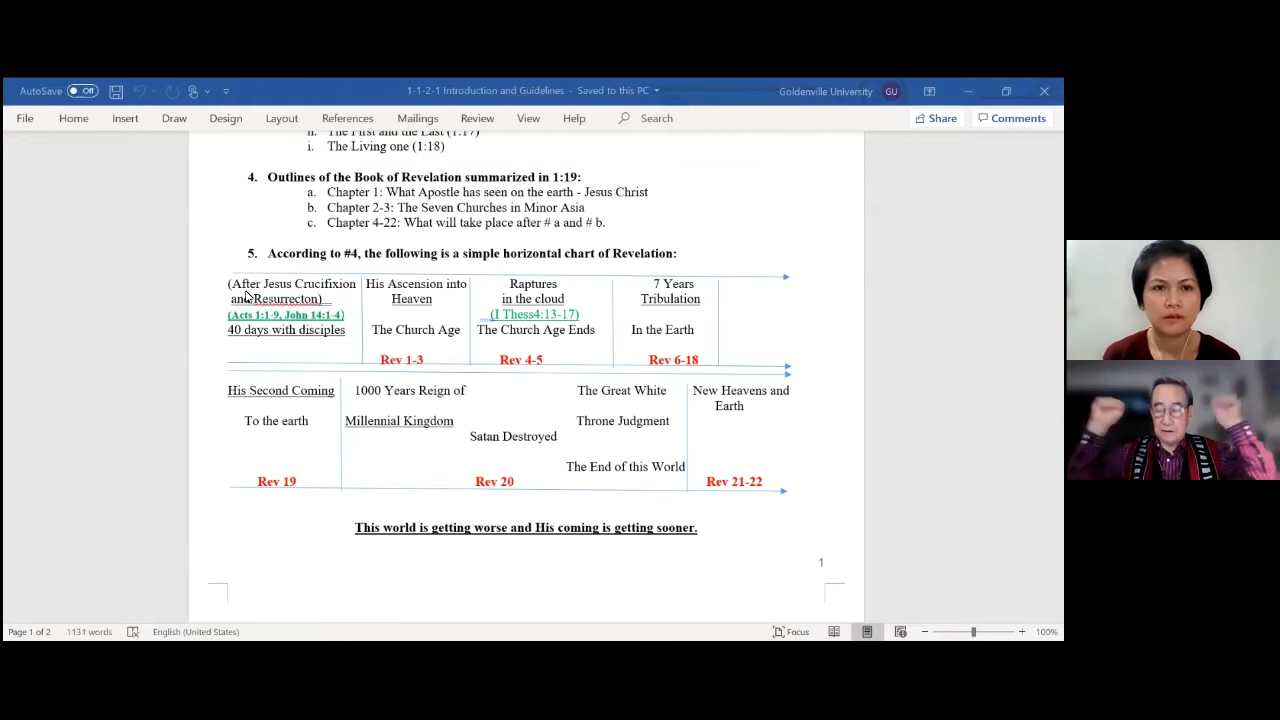 AutoSave Off 1-1-2-1 Introduction and Guidelines - Saved to this PC Goldenville University GU
File Home Insert Draw Design Layout References Mailings Review View Help Search Share Comments
h. The First and the Last (1:17)
i. The Living one (1:18)
4. Outlines of the Book of Revelation summarized in 1:19:
a. Chapter 1: What Apostle has seen on the earth - Jesus Christ
b. Chapter 2-3: The Seven Churches in Minor Asia
c. Chapter 4-22: What will take place after # a and # b.
5. According to #4, the following is a simple horizontal chart of Revelation:
(After Jesus Crucifixion His Ascension into Raptures 7 Years
and Resurrecton) Heaven in the cloud Tribulation
(Acts 1:1-9, John 14:1-4) (I Thess4:13-17)
40 days with disciples The Church Age The Church Age Ends In the Earth
Rev 1-3 Rev 4-5 Rev 6-18
His Second Coming 1000 Years Reign of The Great White New Heavens and
Earth
To the earth Millennial Kingdom Throne Judgment
Satan Destroyed
The End of this World
Rev 19 Rev 20 Rev 21-22
This world is getting worse and His coming is getting sooner.
1
Page 1 of 2 1131 words English (United States) Focus 100%